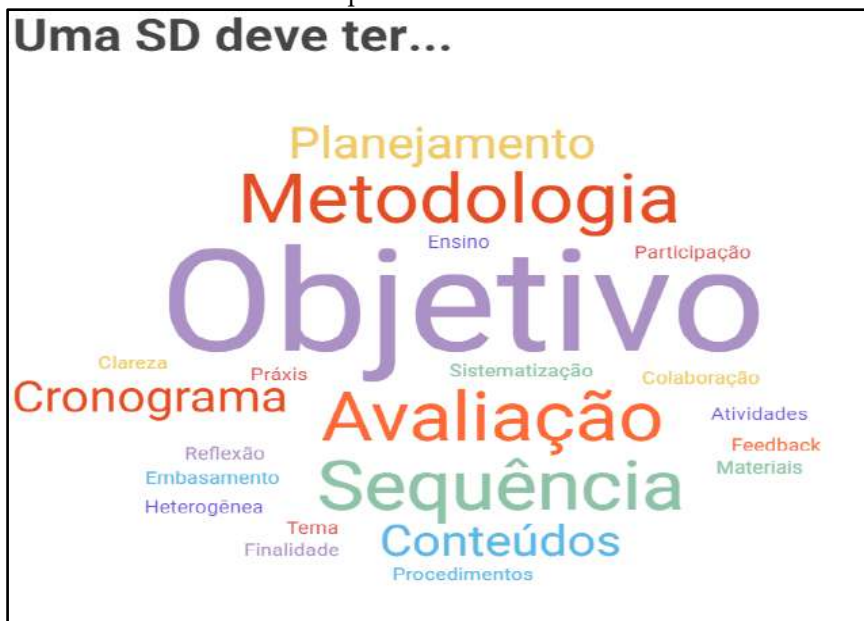 Uma SD deve ter...
Planejamento
Metodologia
Ensino
Participação
Objetivo
Clareza
Práxis
Sistematização
Colaboração
Cronograma
Avaliação
Atividades
Reflexão
Feedback
Embasamento
Sequência
Materiais
Heterogênea
Tema
Conteúdos
Finalidade
Procedimentos